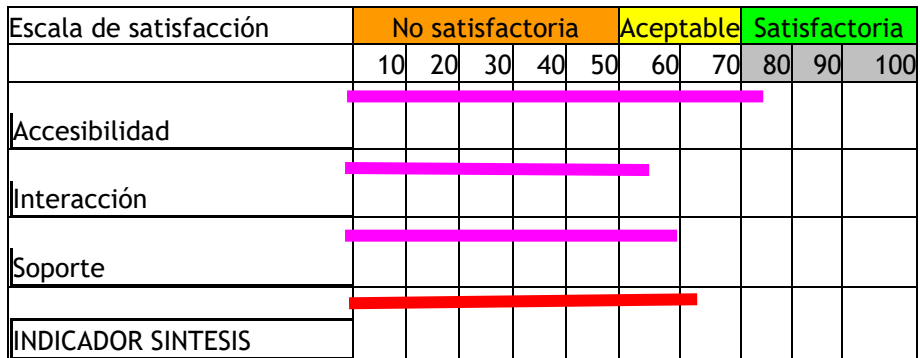 Escala de satisfacción No satisfactoria Aceptable Satisfactoria
10 20 30 40 50 60 70 80 90 100
Accesibilidad
Interacción
Soporte
INDICADOR SINTESIS